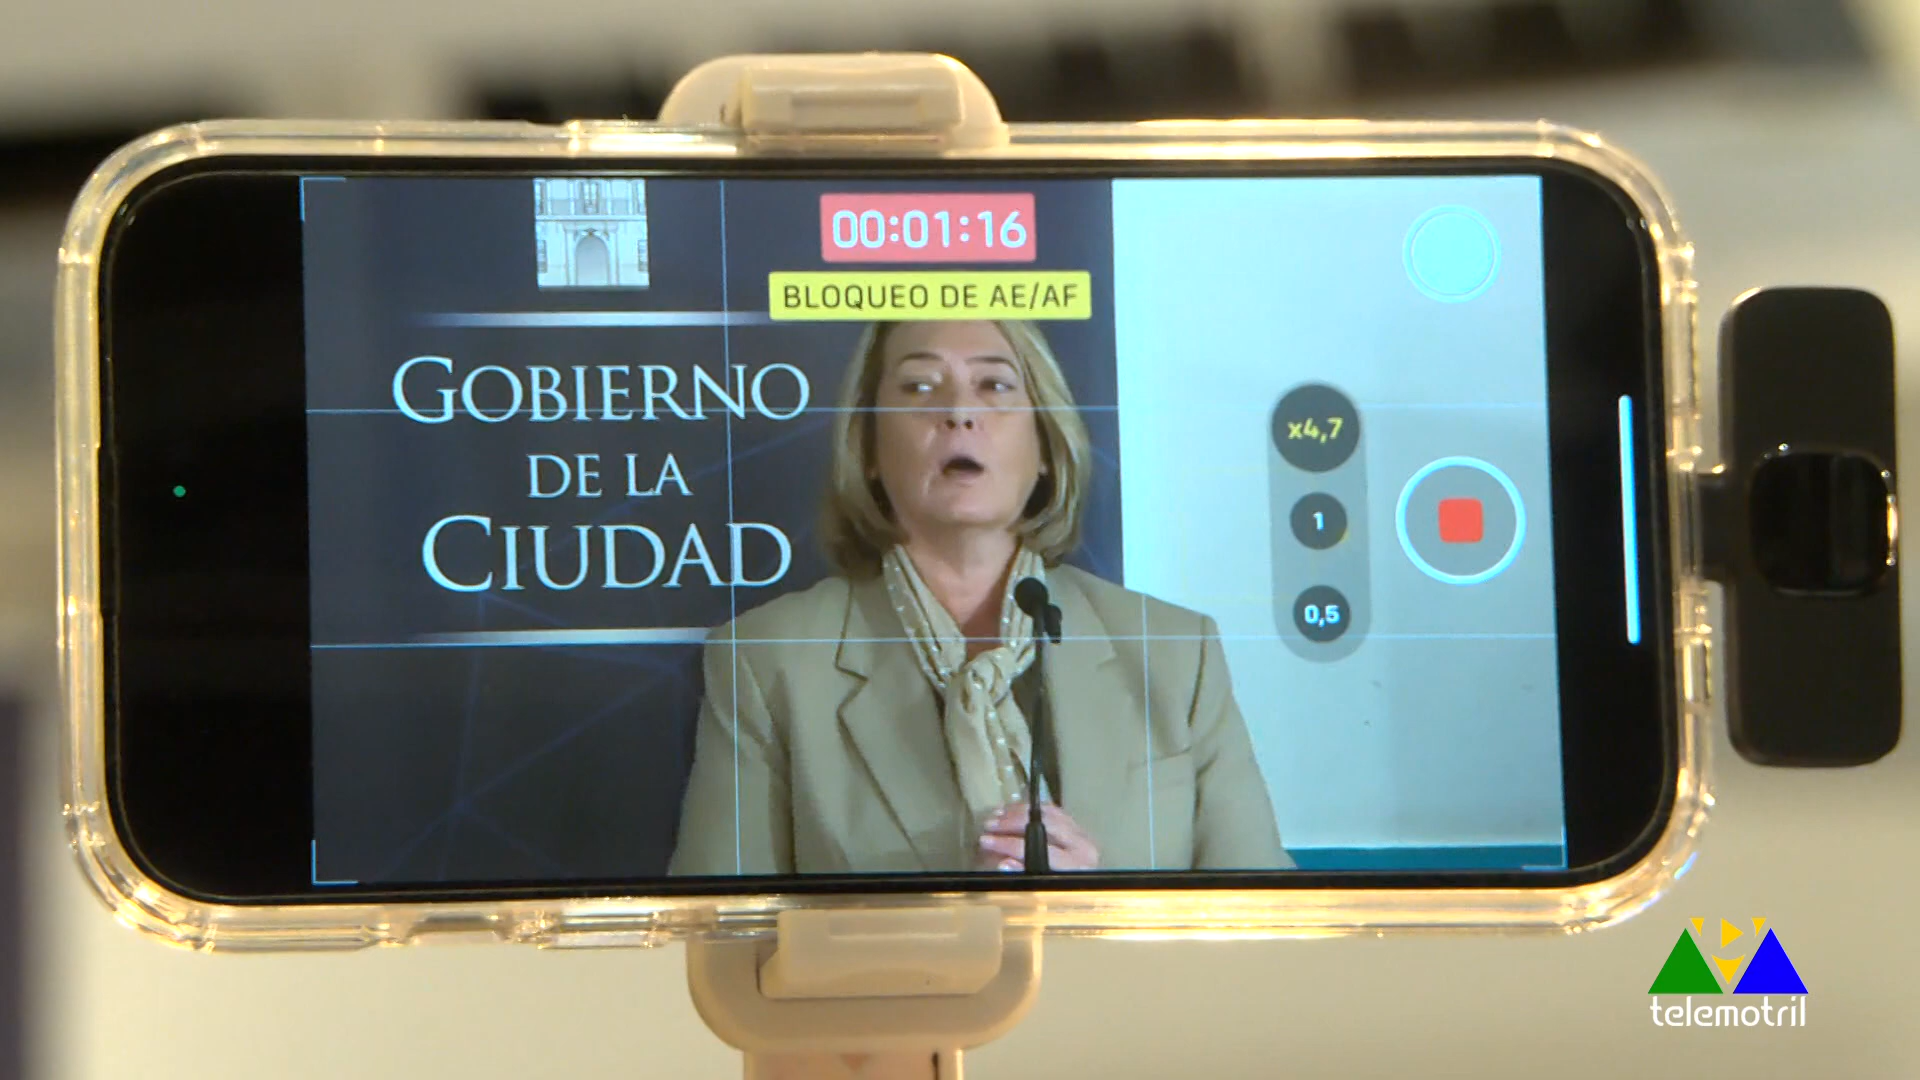 00:01:16
BLOQUEO DE AE/AF
GOBIERNO
DE LA
CIUDAD
x4,7
1
0,5
telemotril